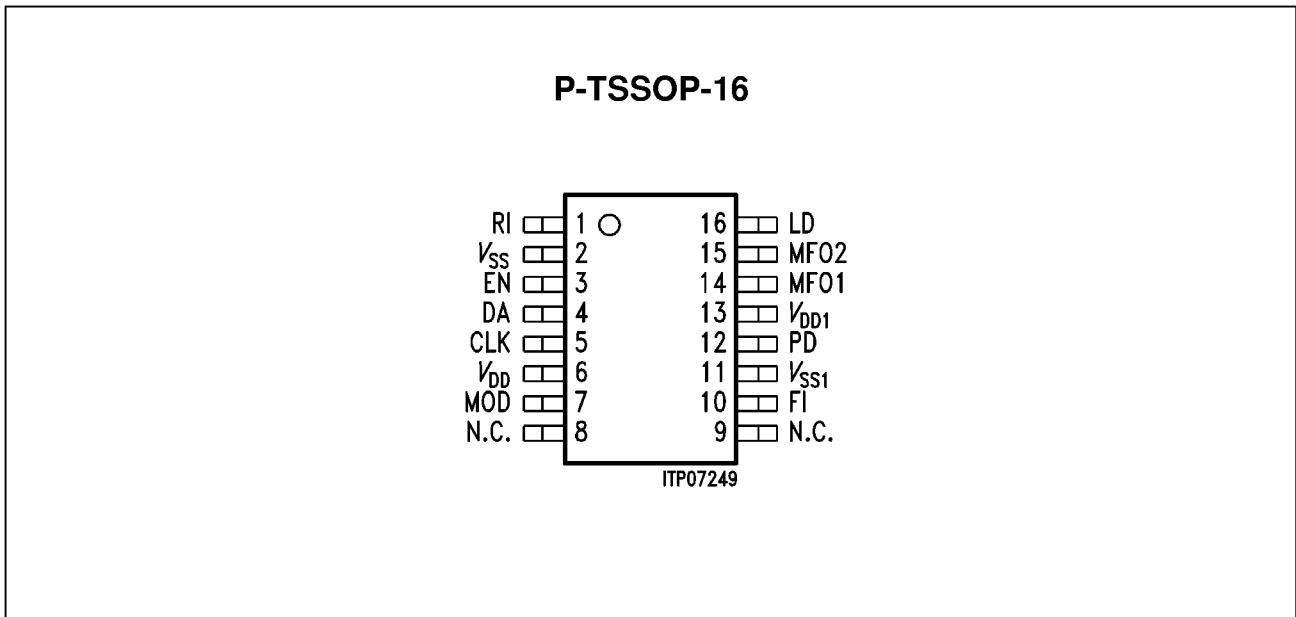 P-TSSOP-16
RI 1 16 LD
VSS 2 15 MFO2
EN 3 14 MFO1
DA 4 13 VDD1
CLK 5 12 PD
VDD 6 11 VSS1
MOD 7 10 FI
N.C. 8 9 N.C.
ITP07249